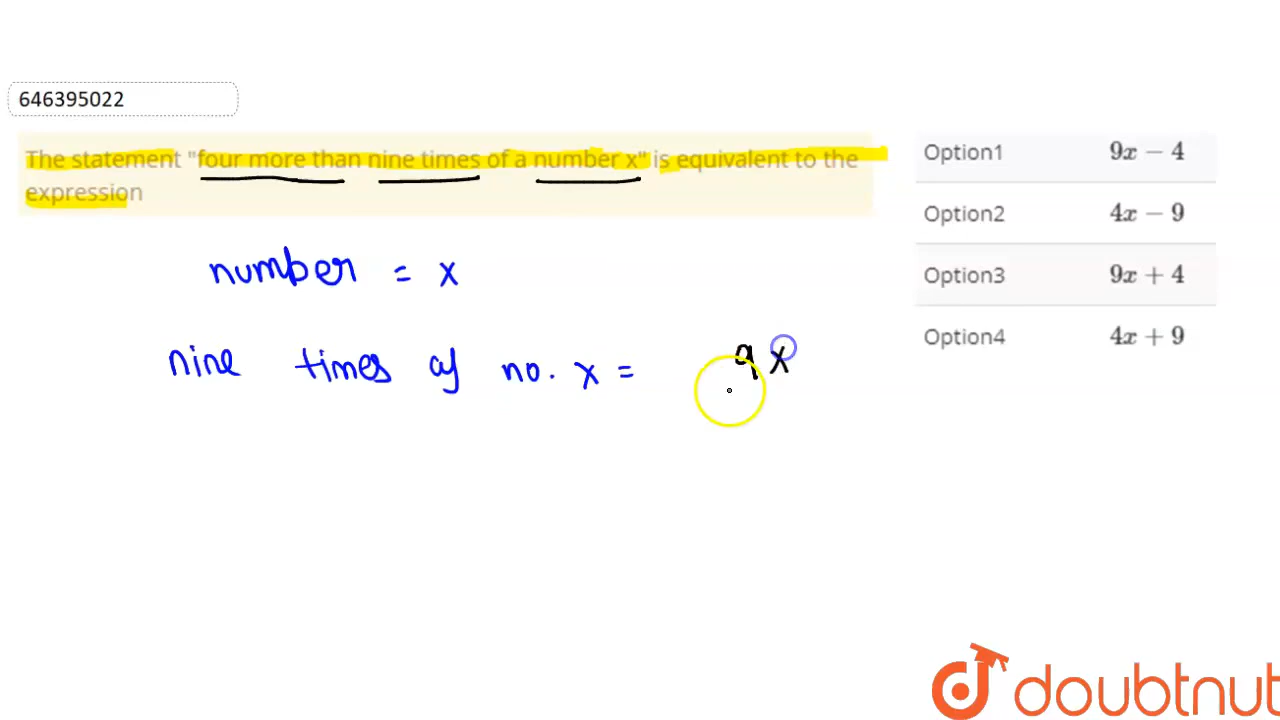 646395022
The statement "four more than nine times of a number x" is equivalent to the
expression
Option1 9x − 4
Option2 4x − 9
Option3 9x + 4
Option4 4x + 9
number = x
nine times of no. x = 9x
doubtnut